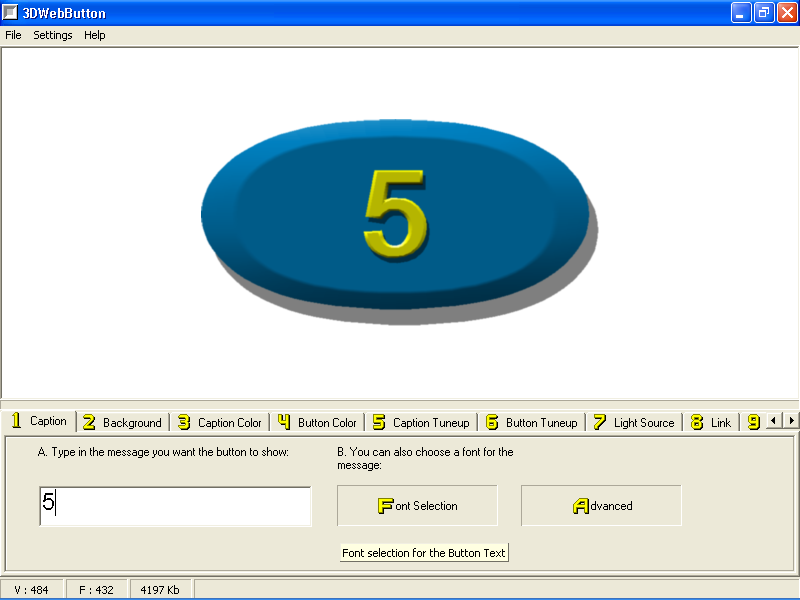 3DWebButton
File Settings Help
5
1 Caption 2 Background 3 Caption Color 4 Button Color 5 Caption Tuneup 6 Button Tuneup 7 Light Source 8 Link 9
A. Type in the message you want the button to show:
B. You can also choose a font for the
message:
5
Font Selection
Advanced
Font selection for the Button Text
V : 484 F : 432 4197 Kb